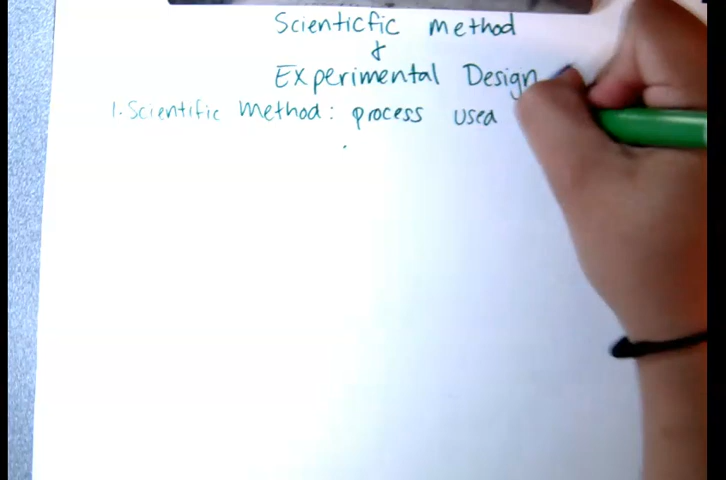 Scienticfic method
&
Experimental Design
1. Scientific Method: process used